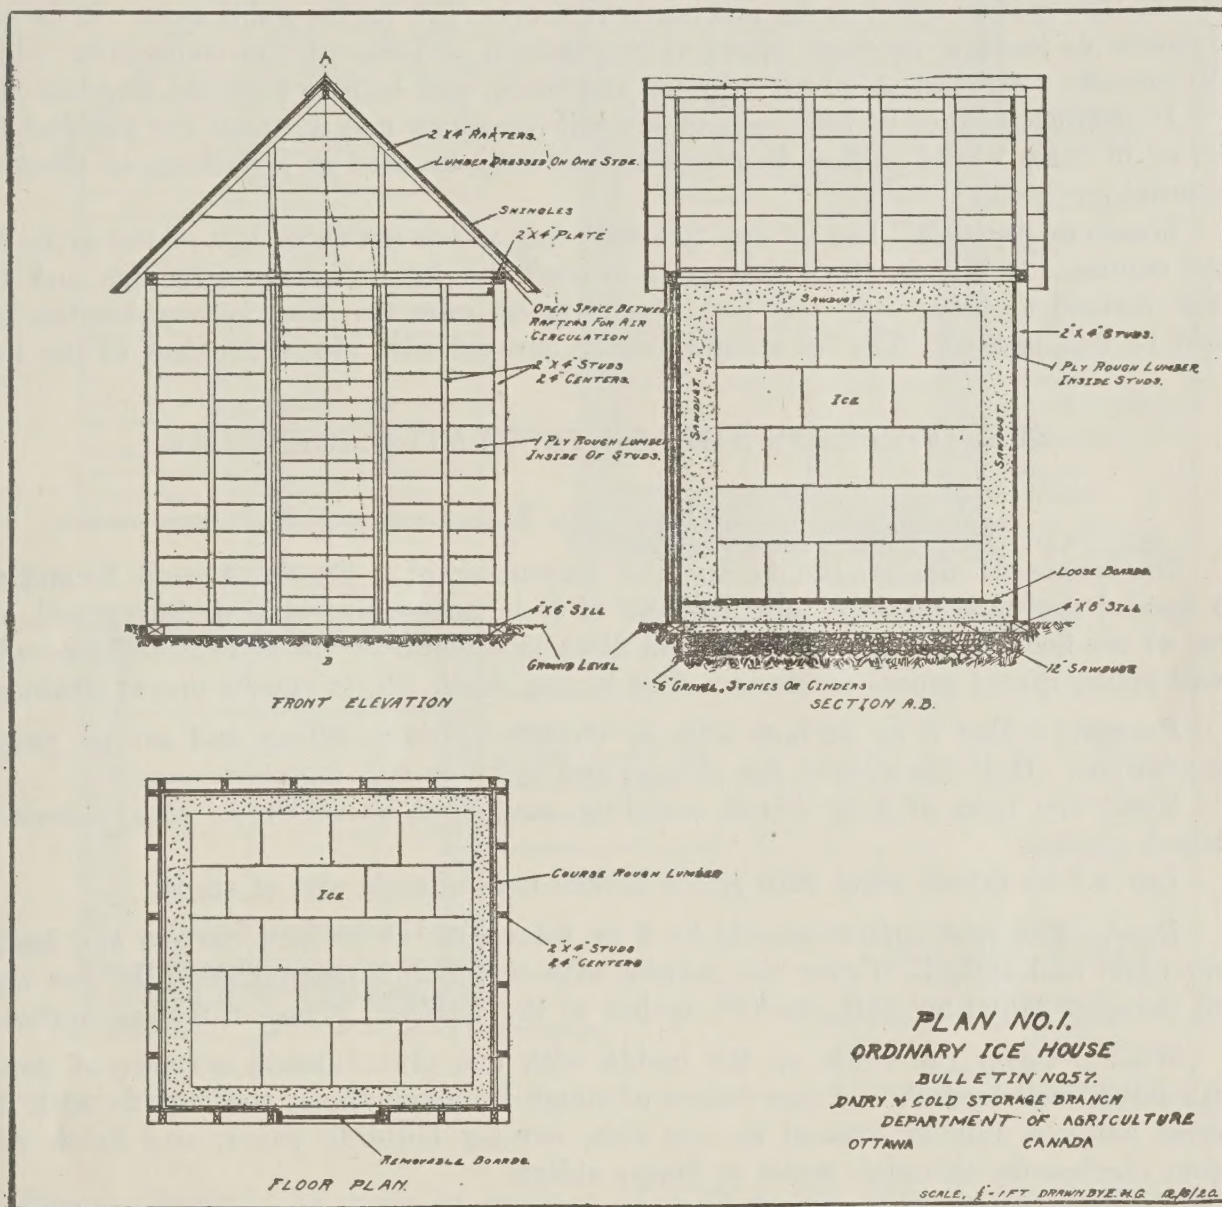 A
2"X4" RAFTERS.
LUMBER DRESSED ON ONE SIDE.
SHINGLES
2"X4" PLATE
OPEN SPACE BETWEEN
RAFTERS FOR AIR
CIRCULATION
2"X4" STUDS
24" CENTERS.
1 PLY ROUGH LUMBER
INSIDE OF STUDS.
4"X6" SILL
GROUND LEVEL
B
FRONT ELEVATION
SAWDUST
SAWDUST
SAWDUST
ICE
2"X4" STUDS.
1 PLY ROUGH LUMBER
INSIDE STUDS.
LOOSE BOARDS
4"X6" SILL
12" SAWDUST
6" GRAVEL, STONES OR CINDERS
SECTION A.B.
ICE
COURSE ROUGH LUMBER
2"X4" STUDS
24" CENTERS
REMOVABLE BOARDS.
FLOOR PLAN.
PLAN NO.1.
ORDINARY ICE HOUSE
BULLETIN NO57.
DAIRY & COLD STORAGE BRANCH
DEPARTMENT OF AGRICULTURE
OTTAWA CANADA
SCALE, 1 FT DRAWN BY E.H.G.